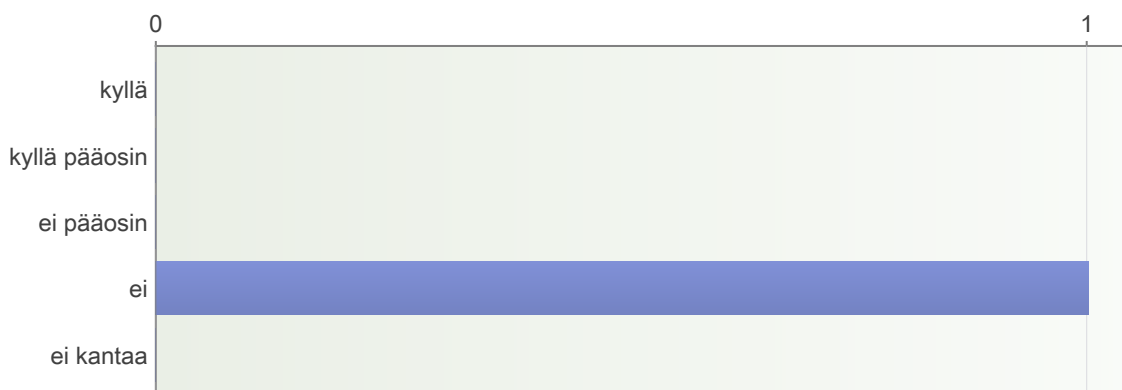 0 1
kyllä
kyllä pääosin
ei pääosin
ei
ei kantaa